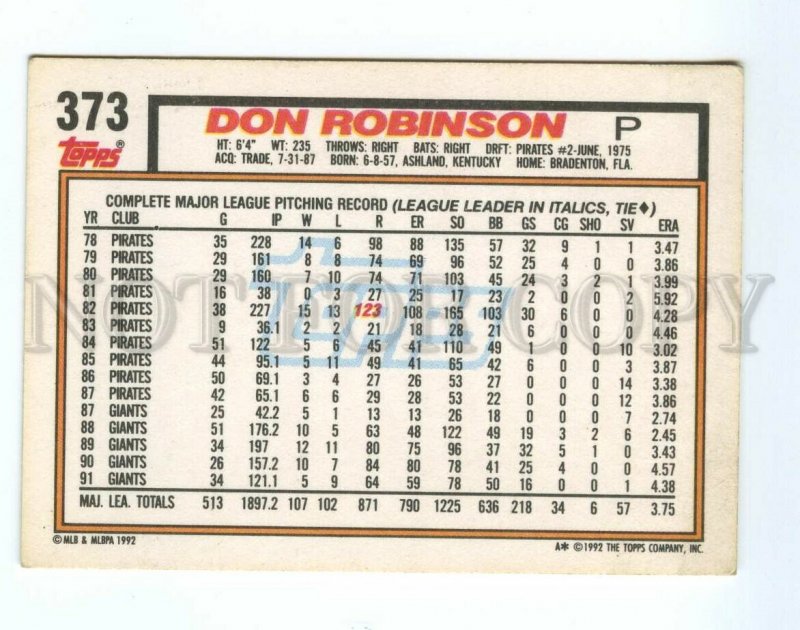 373
topps®
DON ROBINSON P
HT: 6'4" WT: 235 THROWS: RIGHT BATS: RIGHT DRFT: PIRATES #2-JUNE, 1975
ACQ: TRADE, 7-31-87 BORN: 6-8-57, ASHLAND, KENTUCKY HOME: BRADENTON, FLA.
COMPLETE MAJOR LEAGUE PITCHING RECORD (LEAGUE LEADER IN ITALICS, TIE♦)
YR CLUB G IP W L R ER SO BB GS CG SHO SV ERA
78 PIRATES 35 228 14 6 98 88 135 57 32 9 1 1 3.47
79 PIRATES 29 161 8 8 74 69 96 52 25 4 0 0 3.86
80 PIRATES 29 160 7 10 74 71 103 45 24 3 2 1 3.99
81 PIRATES 16 38 0 3 27 25 17 23 2 0 0 2 5.92
82 PIRATES 38 227 15 13 123 108 165 103 30 6 0 0 4.28
83 PIRATES 9 36.1 2 2 21 18 28 21 6 0 0 0 4.46
84 PIRATES 51 122 5 6 45 41 110 49 1 0 0 10 3.02
85 PIRATES 44 95.1 5 11 49 41 65 42 6 0 0 3 3.87
86 PIRATES 50 69.1 3 4 27 26 53 27 0 0 0 14 3.38
87 PIRATES 42 65.1 6 6 29 28 53 22 0 0 0 12 3.86
87 GIANTS 25 42.2 5 1 13 13 26 18 0 0 0 7 2.74
88 GIANTS 51 176.2 10 5 63 48 122 49 19 3 2 6 2.45
89 GIANTS 34 197 12 11 80 75 96 37 32 5 1 0 3.43
90 GIANTS 26 157.2 10 7 84 80 78 41 25 4 0 0 4.57
91 GIANTS 34 121.1 5 9 64 59 78 50 16 0 0 1 4.38
MAJ. LEA. TOTALS 513 1897.2 107 102 871 790 1225 636 218 34 6 57 3.75
© MLB & MLBPA 1992
A* © 1992 THE TOPPS COMPANY, INC.
NOT FOR COPY